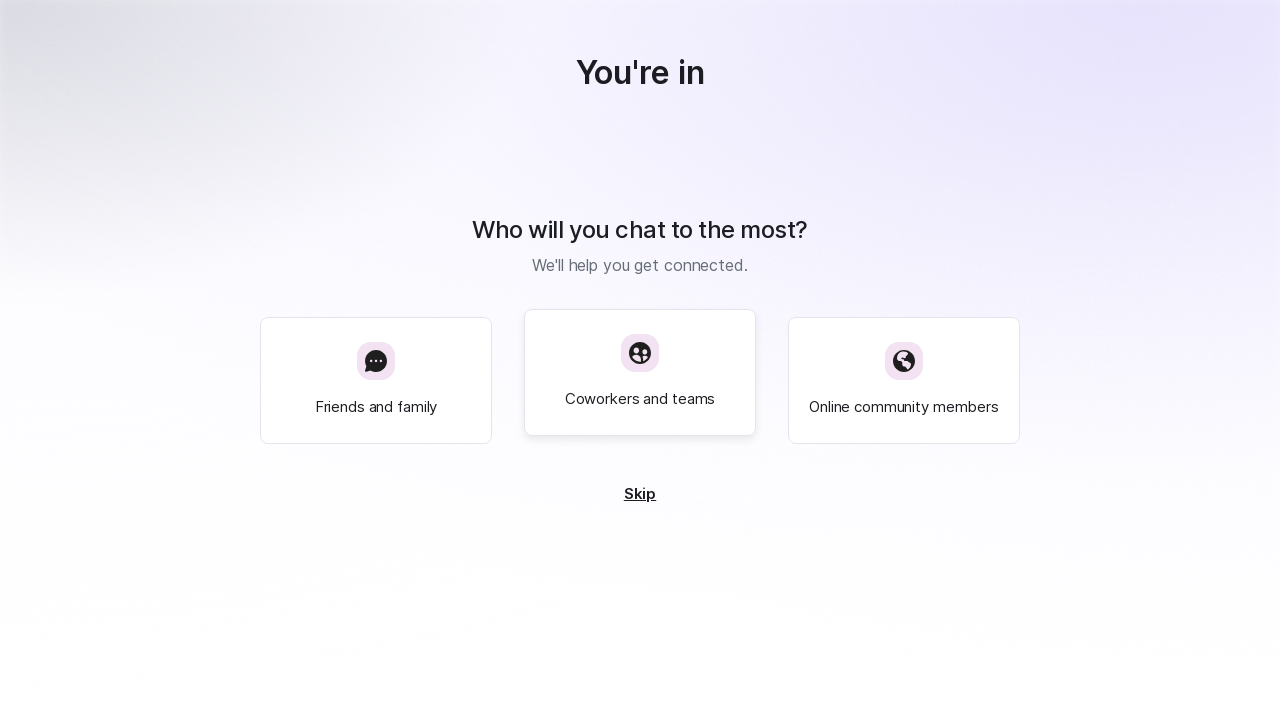 You're in
Who will you chat to the most?
We'll help you get connected.
Friends and family
Coworkers and teams
Online community members
Skip